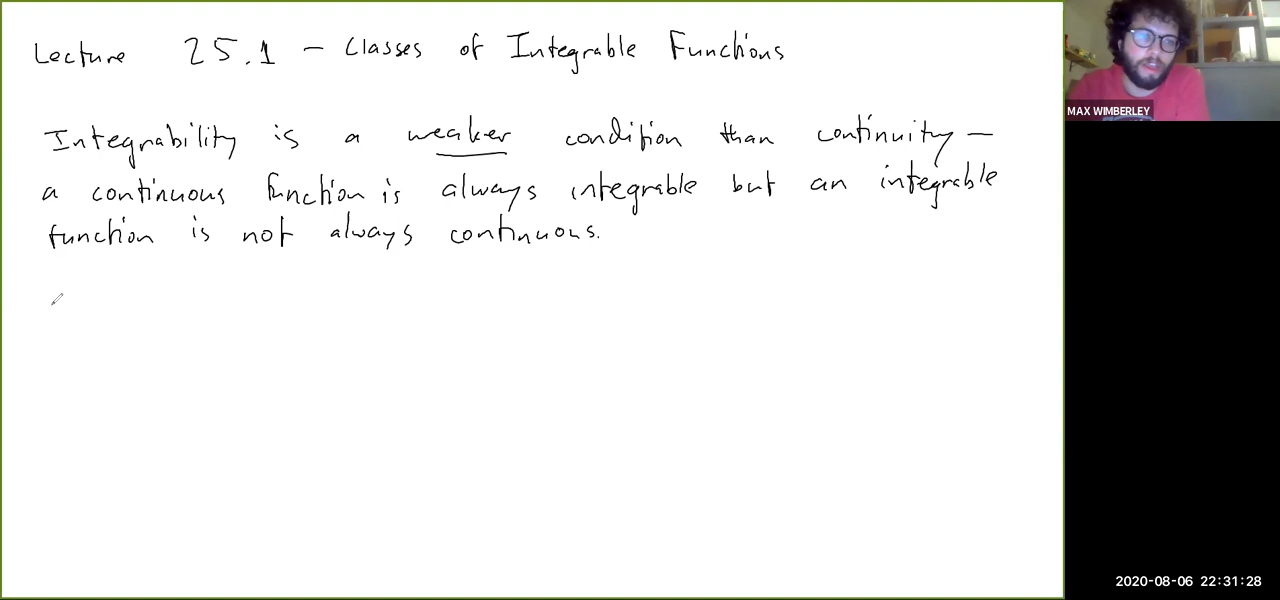 Lecture 25.1 - Classes of Integrable Functions
MAX WIMBERLEY
Integrability is a weaker condition than continuity —
a continuous function is always integrable but an integrable
function is not always continuous.
2020-08-06 22:31:28